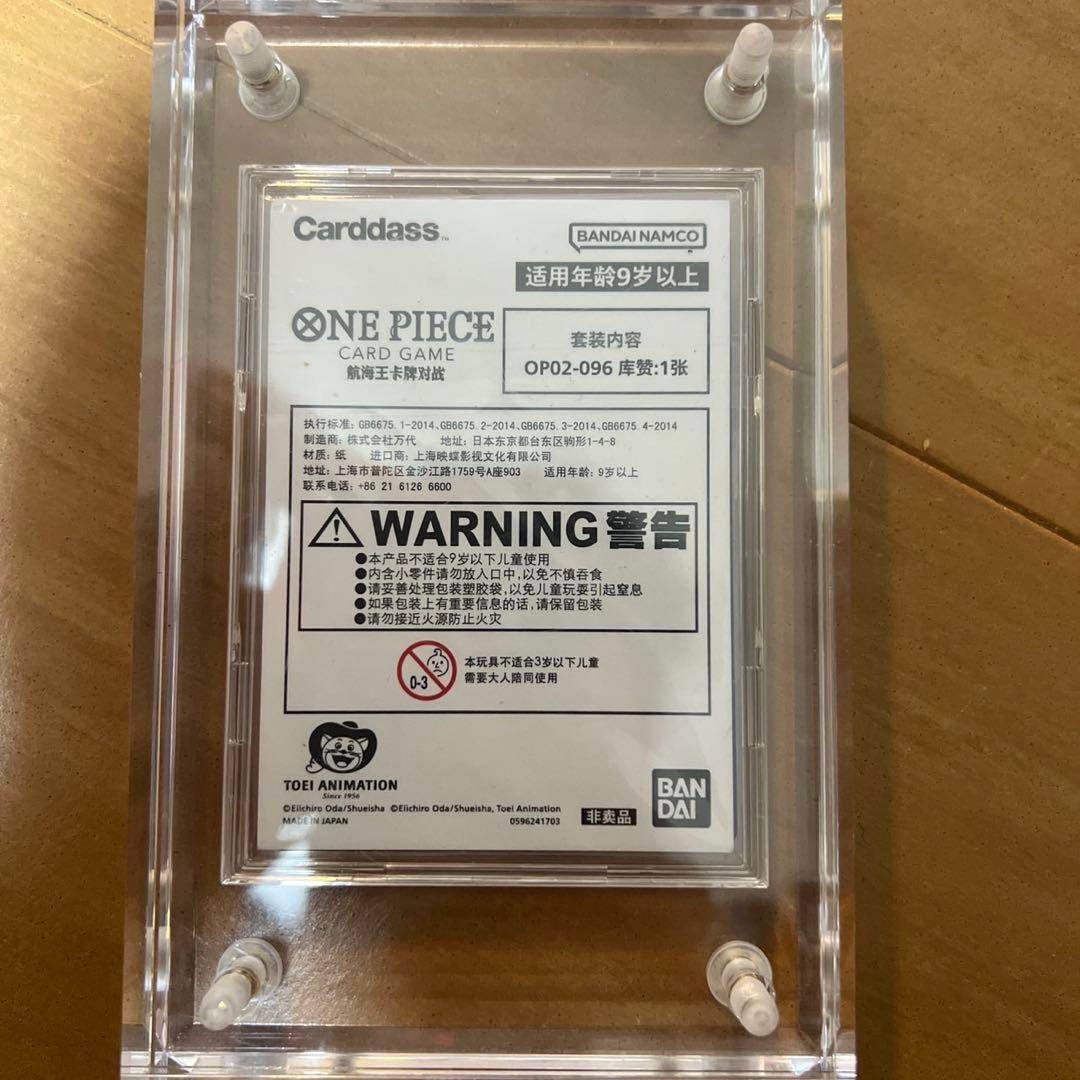 Carddass™
BANDAI NAMCO
适用年龄9岁以上
ONE PIECE
CARD GAME
航海王卡牌对战
套装内容
OP02-096 库赞:1张
执行标准: GB6675.1-2014、GB6675.2-2014、GB6675.3-2014、GB6675.4-2014
制造商: 株式会社万代 地址: 日本东京都台东区驹形1-4-8
材质: 纸 进口商: 上海映蝶影视文化有限公司
地址: 上海市普陀区金沙江路1759号A座903 适用年龄: 9岁以上
联系电话: +86 21 6126 6600
WARNING 警告
●本产品不适合9岁以下儿童使用
●内含小零件请勿放入口中,以免不慎吞食
●请妥善处理包装塑胶袋,以免儿童玩耍引起窒息
●如果包装上有重要信息的话,请保留包装
●请勿接近火源防止火灾
0-3
本玩具不适合3岁以下儿童
需要大人陪同使用
TOEI ANIMATION
Since 1956
©Eiichiro Oda/Shueisha ©Eiichiro Oda/Shueisha, Toei Animation
MADE IN JAPAN 0596241703 非卖品
BAN
DAI